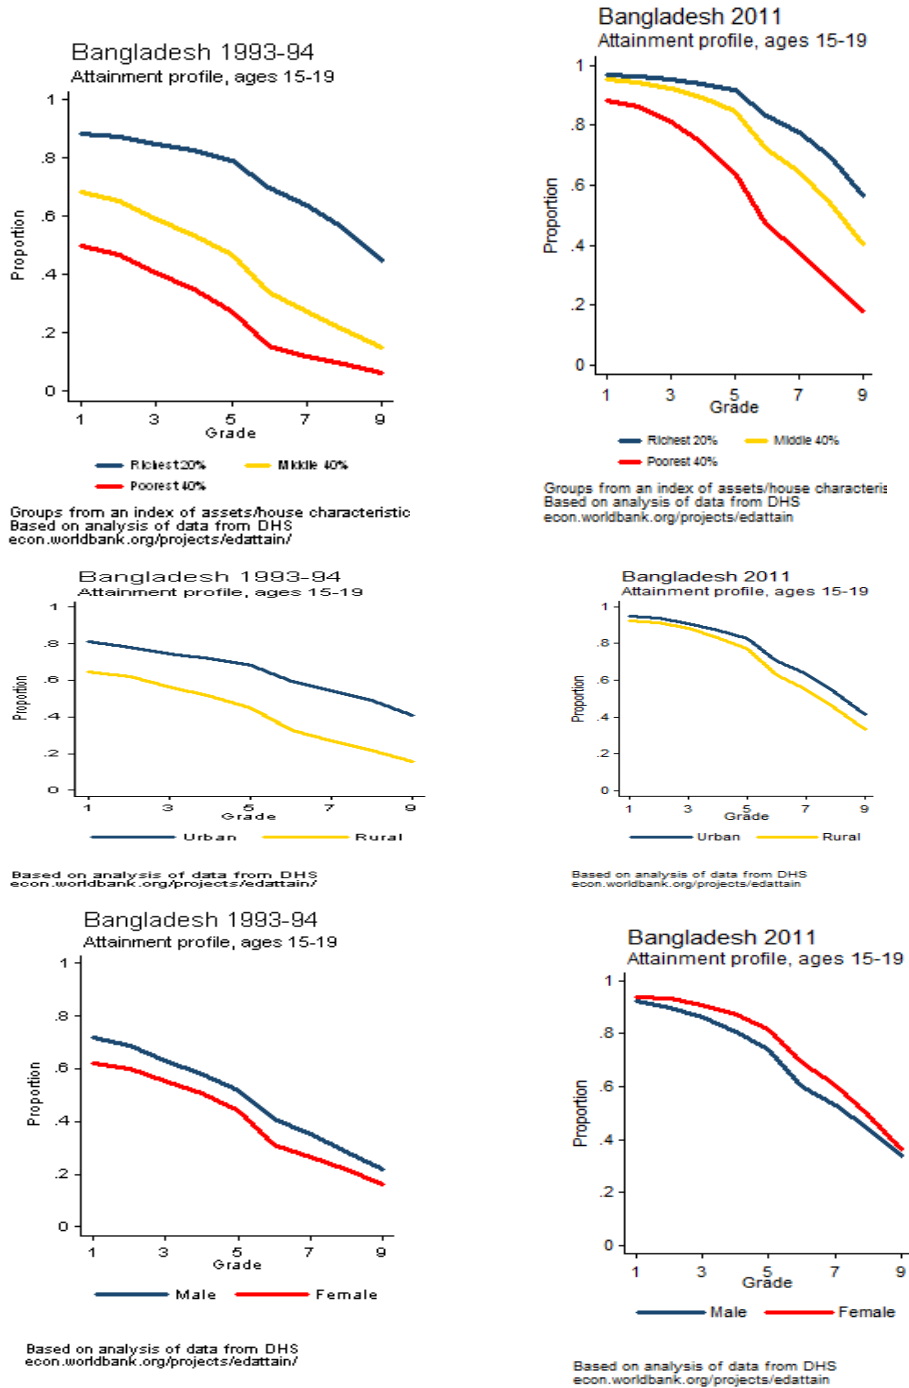 Bangladesh 1993-94
Attainment profile, ages 15-19
1
.8
.6
.4
.2
0
Proportion
1 3 5 7 9
Grade
Richest 20% Middle 40%
Poorest 40%
Groups from an index of assets/house characteristic
Based on analysis of data from DHS
econ.worldbank.org/projects/edattain/
Bangladesh 2011
Attainment profile, ages 15-19
1
.8
.6
.4
.2
0
Proportion
1 3 5 7 9
Grade
Richest 20% Middle 40%
Poorest 40%
Groups from an index of assets/house characteris
Based on analysis of data from DHS
econ.worldbank.org/projects/edattain
Bangladesh 1993-94
Attainment profile, ages 15-19
1
.8
.6
.4
.2
0
Proportion
1 3 5 7 9
Grade
Urban Rural
Based on analysis of data from DHS
econ.worldbank.org/projects/edattain/
Bangladesh 2011
Attainment profile, ages 15-19
1
.8
.6
.4
.2
0
Proportion
1 3 5 7 9
Grade
Urban Rural
Based on analysis of data from DHS
econ.worldbank.org/projects/edattain
Bangladesh 1993-94
Attainment profile, ages 15-19
1
.8
.6
.4
.2
0
Proportion
1 3 5 7 9
Grade
Male Female
Based on analysis of data from DHS
econ.worldbank.org/projects/edattain/
Bangladesh 2011
Attainment profile, ages 15-19
1
.8
.6
.4
.2
0
Proportion
1 3 5 7 9
Grade
Male Female
Based on analysis of data from DHS
econ.worldbank.org/projects/edattain